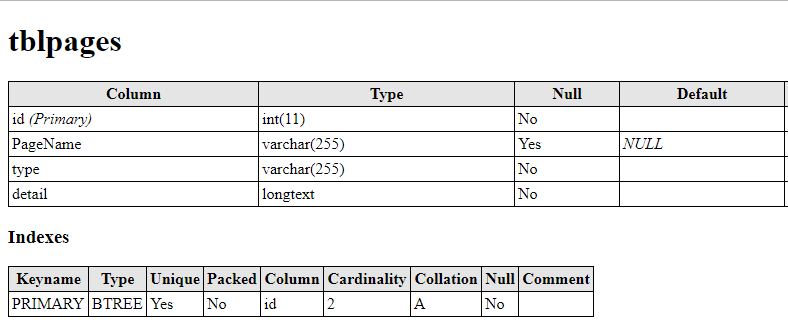 tblpages
Column Type Null Default
id (Primary) int(11) No
PageName varchar(255) Yes NULL
type varchar(255) No
detail longtext No
Indexes
Keyname Type Unique Packed Column Cardinality Collation Null Comment
PRIMARY BTREE Yes No id 2 A No